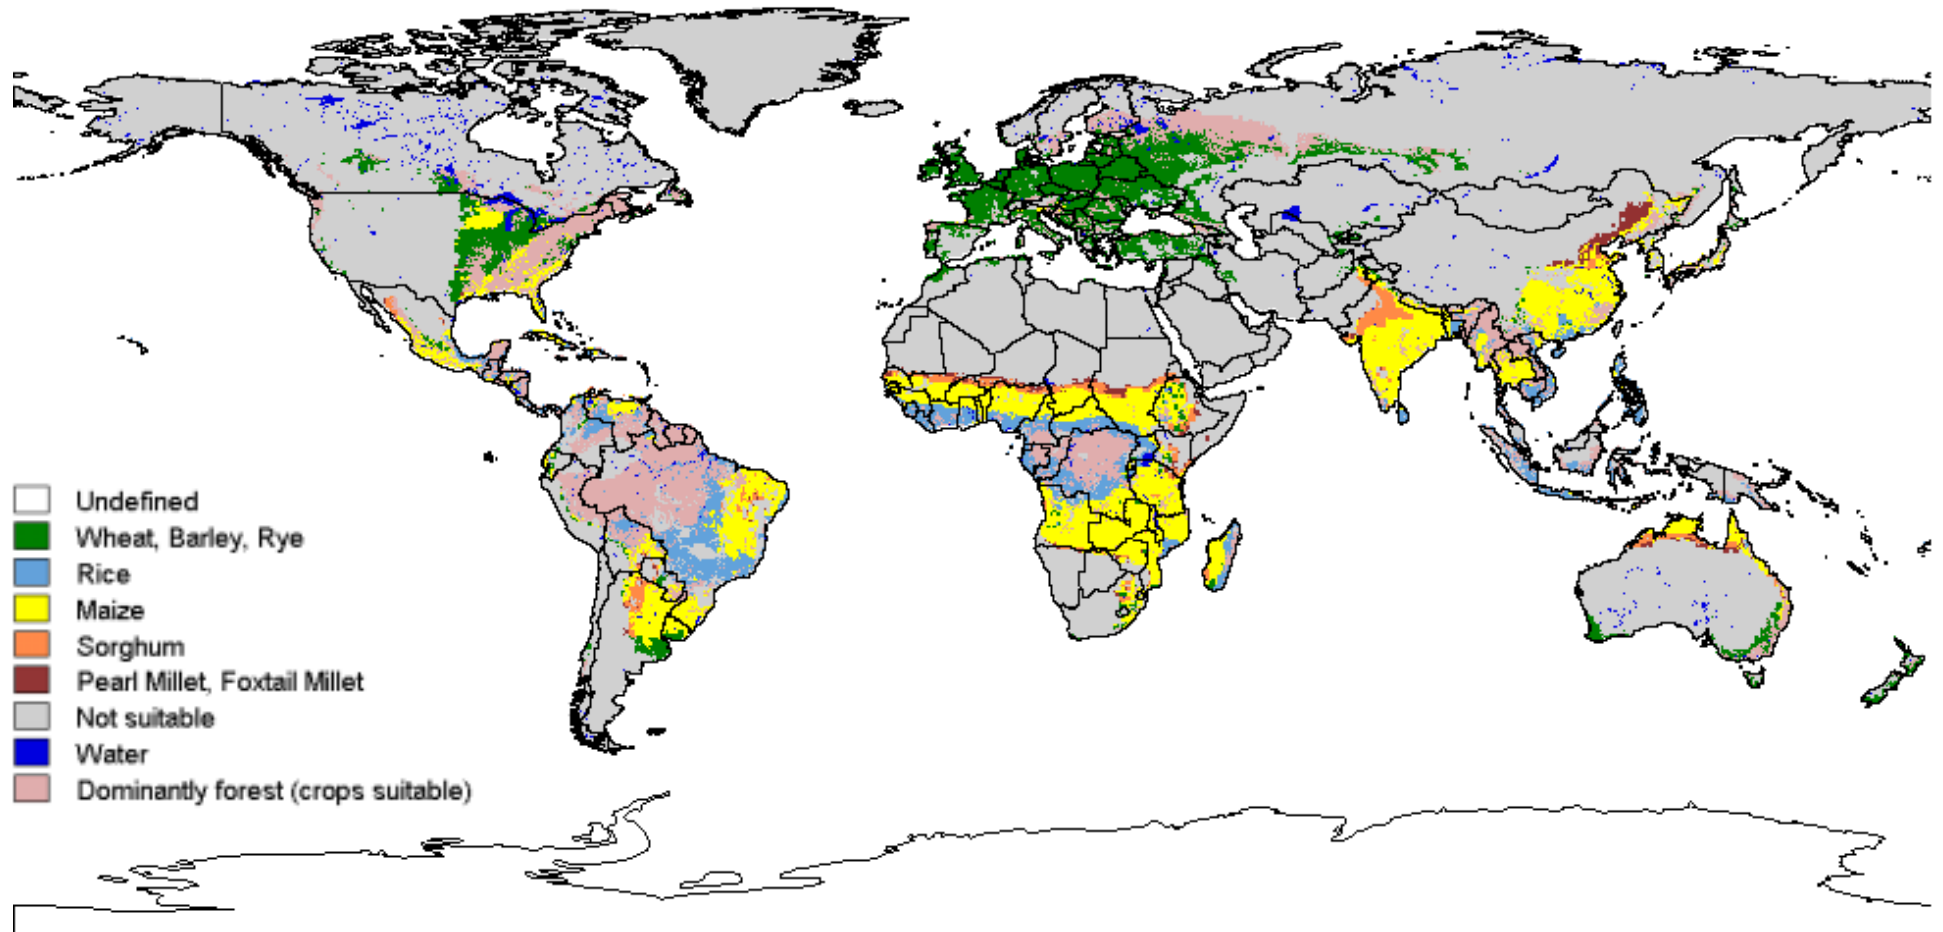 Undefined
Wheat, Barley, Rye
Rice
Maize
Sorghum
Pearl Millet, Foxtail Millet
Not suitable
Water
Dominantly forest (crops suitable)